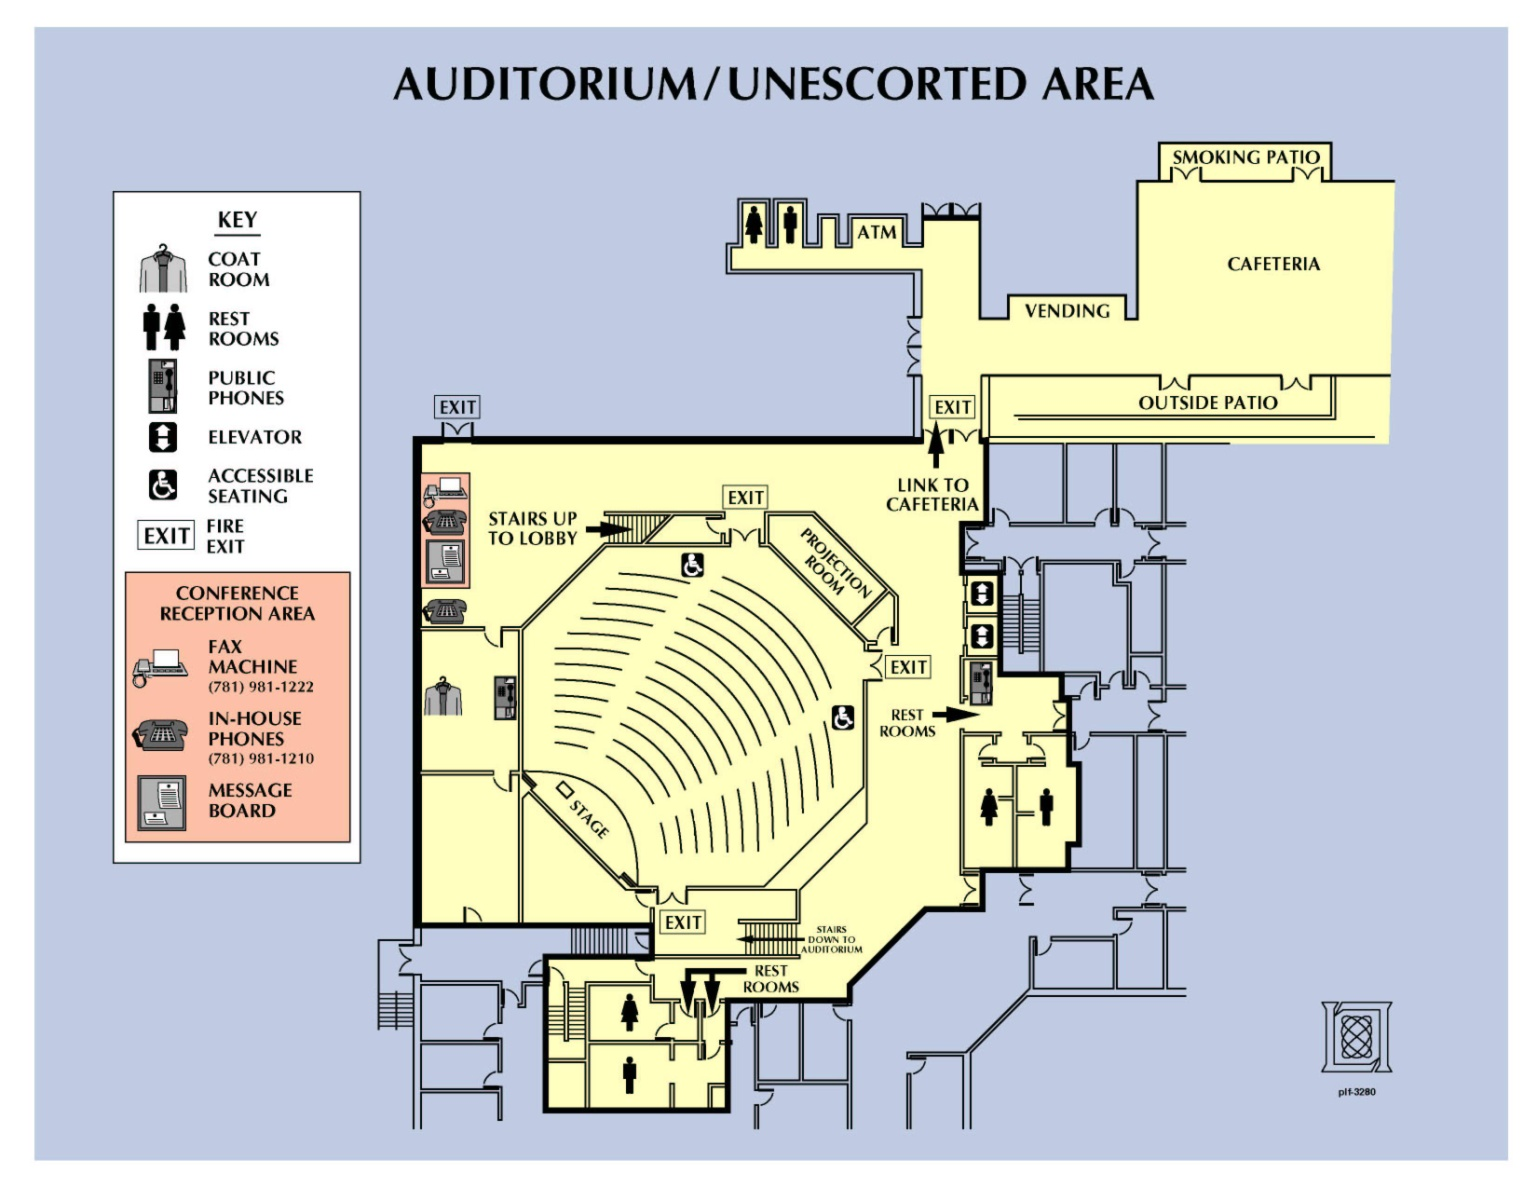 AUDITORIUM/UNESCORTED AREA
KEY
COAT
ROOM
REST
ROOMS
PUBLIC
PHONES
ELEVATOR
ACCESSIBLE
SEATING
EXIT
FIRE
EXIT
CONFERENCE
RECEPTION AREA
FAX
MACHINE
(781) 981-1222
IN-HOUSE
PHONES
(781) 981-1210
MESSAGE
BOARD
SMOKING PATIO
ATM
CAFETERIA
VENDING
OUTSIDE PATIO
EXIT
EXIT
LINK TO
CAFETERIA
EXIT
STAIRS UP
TO LOBBY
PROJECTION
ROOM
EXIT
REST
ROOMS
STAGE
EXIT
STAIRS
DOWN TO
AUDITORIUM
REST
ROOMS
plf-3280